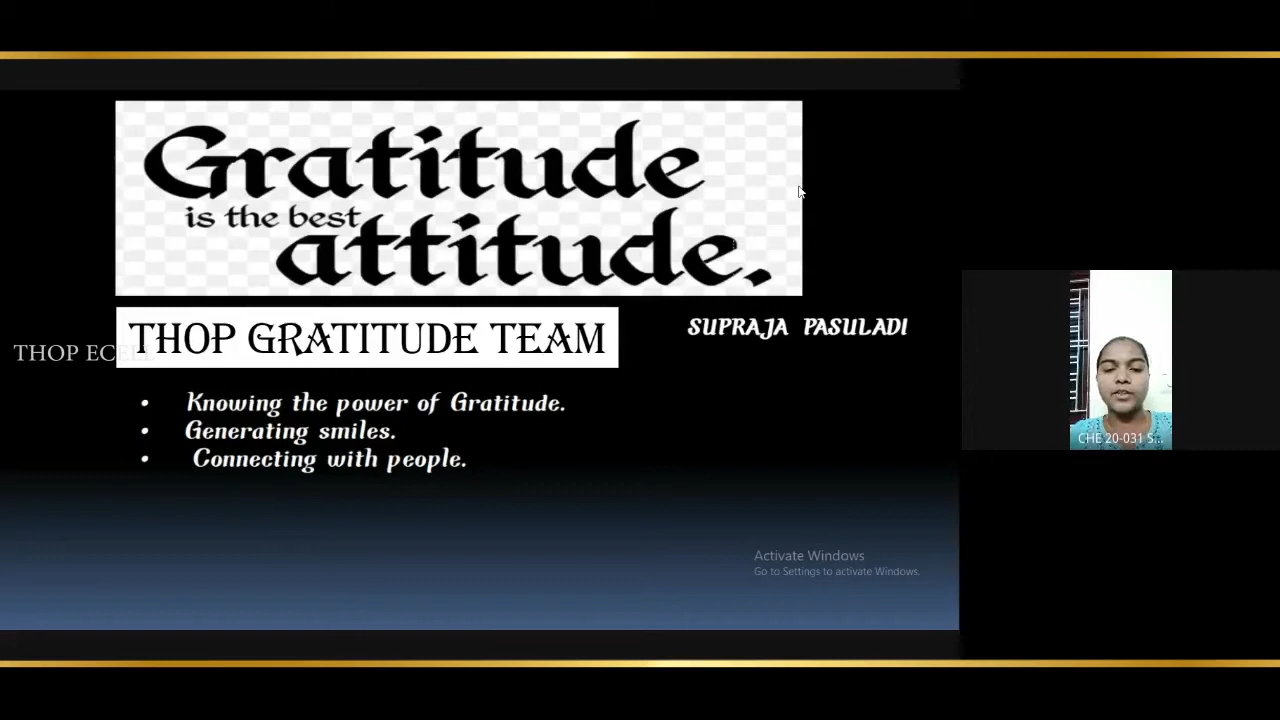 Gratitude
is the best
attitude.
THOP GRATITUDE TEAM
SUPRAJA PASULADI
THOP ECELL
• Knowing the power of Gratitude.
• Generating smiles.
• Connecting with people.
CHE 20-031 S...
Activate Windows
Go to Settings to activate Windows.